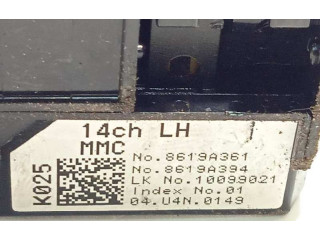 14ch LH
MMC
K025
No.8619A361
No.8619A394
LK No.10099021
Index No.01
04.U4N.0149